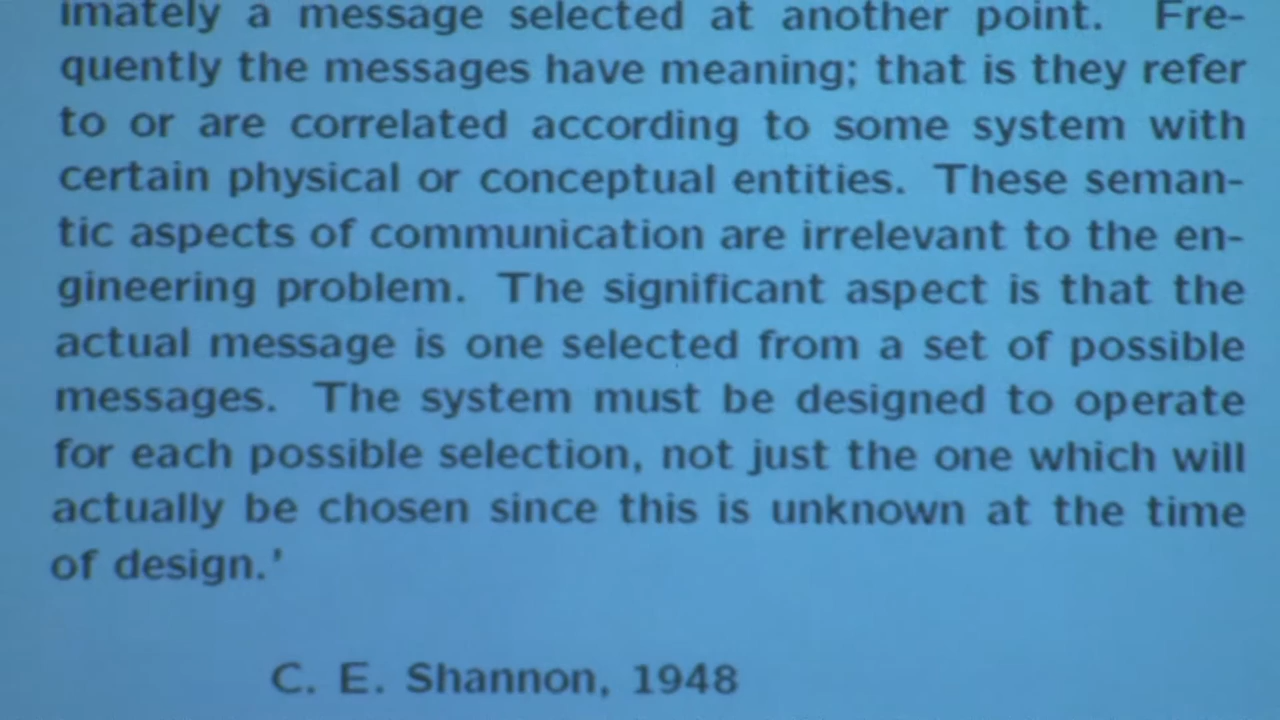 imately a message selected at another point. Fre-
quently the messages have meaning; that is they refer
to or are correlated according to some system with
certain physical or conceptual entities. These seman-
tic aspects of communication are irrelevant to the en-
gineering problem. The significant aspect is that the
actual message is one selected from a set of possible
messages. The system must be designed to operate
for each possible selection, not just the one which will
actually be chosen since this is unknown at the time
of design.'
C. E. Shannon, 1948